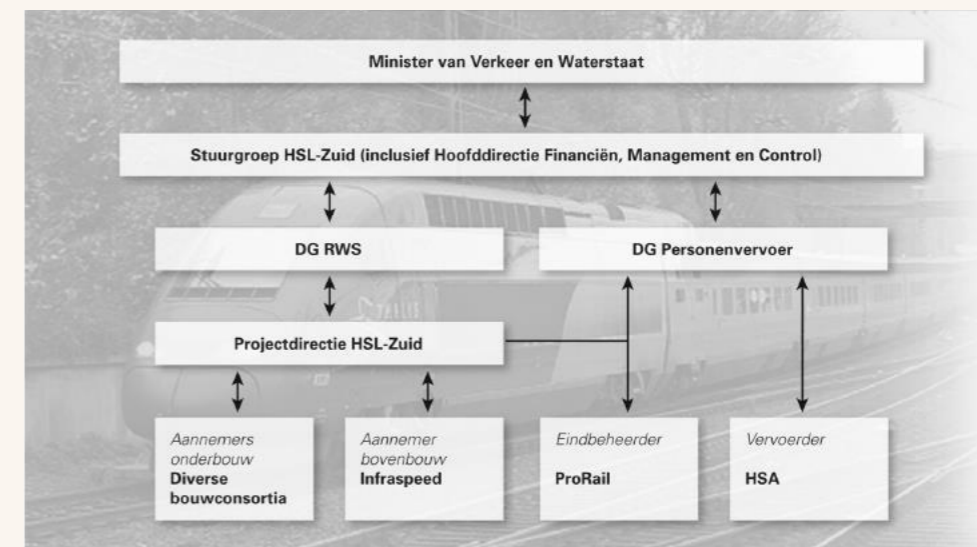 Minister van Verkeer en Waterstaat
Stuurgroep HSL-Zuid (inclusief Hoofddirectie Financiën, Management en Control)
DG RWS
DG Personenvervoer
Projectdirectie HSL-Zuid
Aannemers
onderbouw
Diverse
bouwconsortia
Aannemer
bovenbouw
Infraspeed
Eindbeheerder
ProRail
Vervoerder
HSA